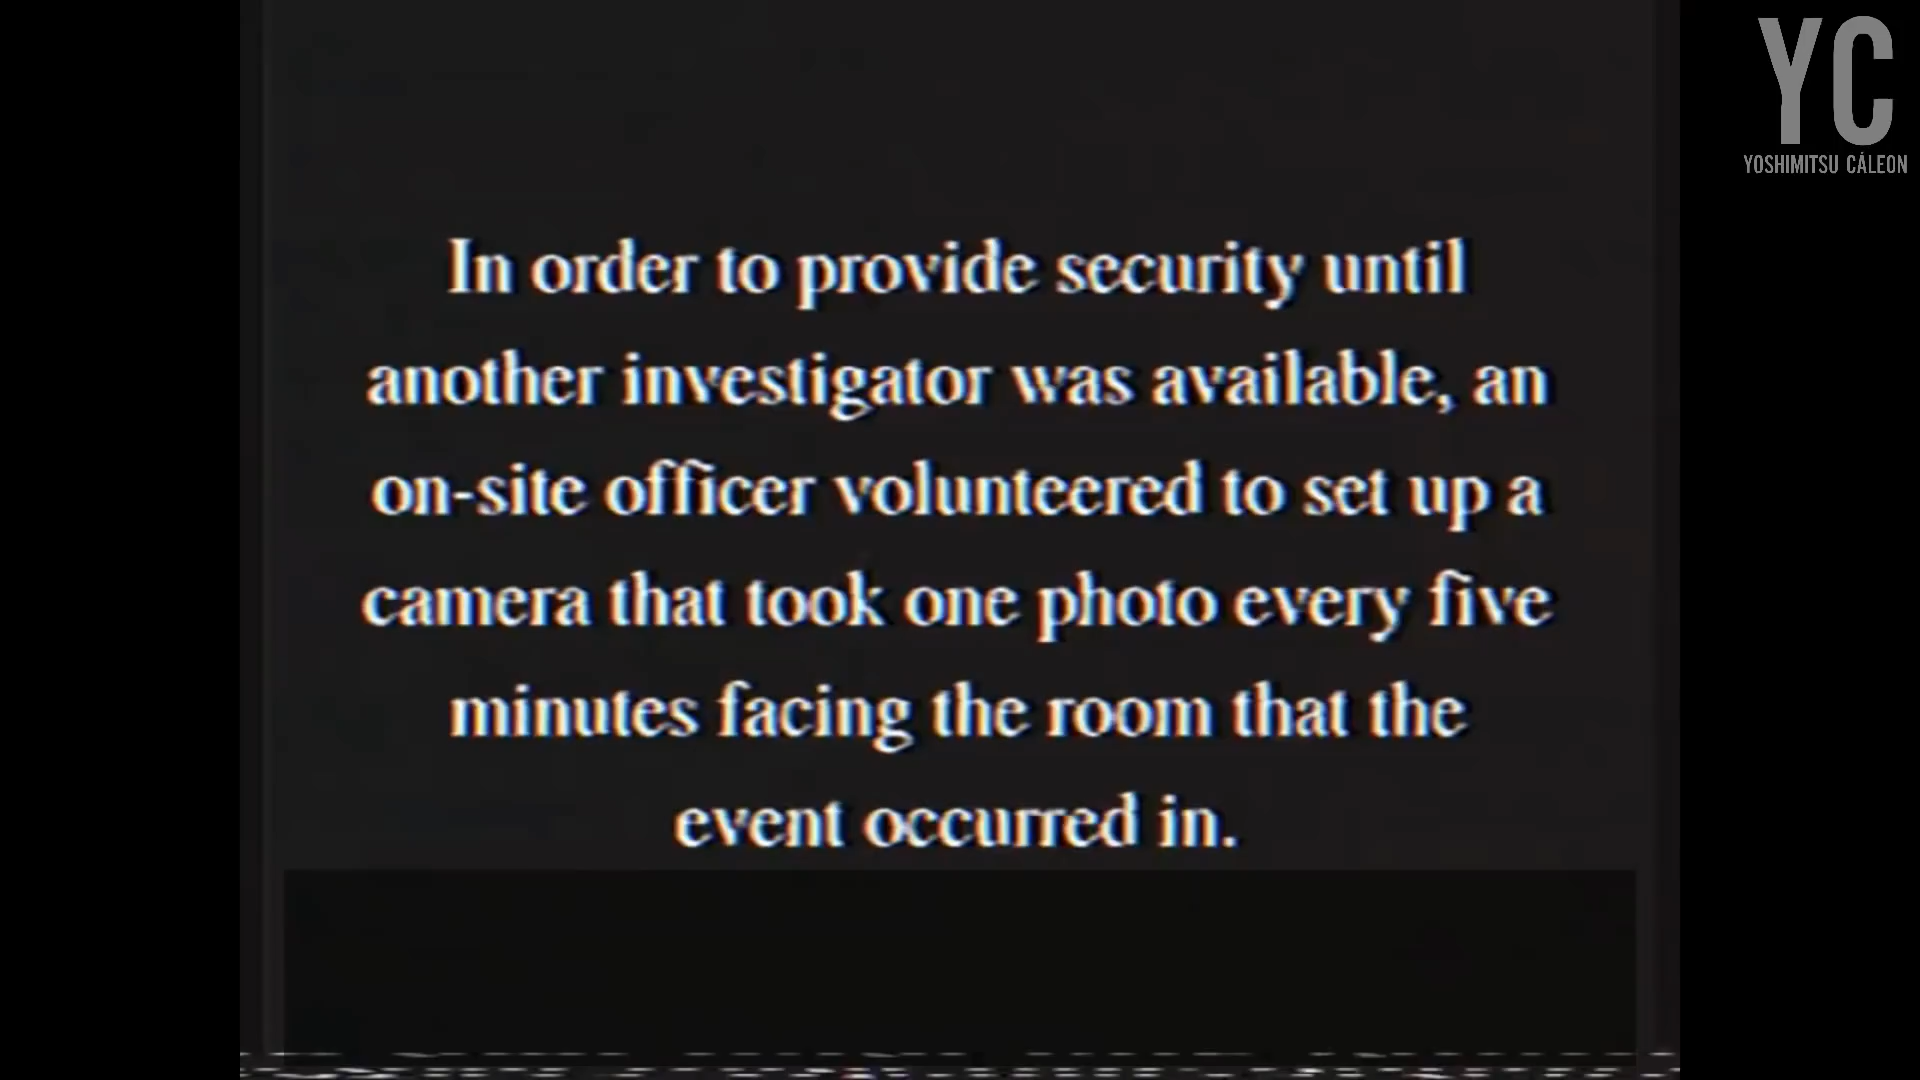 YC
YOSHIMITSU CÁLEON
In order to provide security until
another investigator was available, an
on-site officer volunteered to set up a
camera that took one photo every five
minutes facing the room that the
event occurred in.